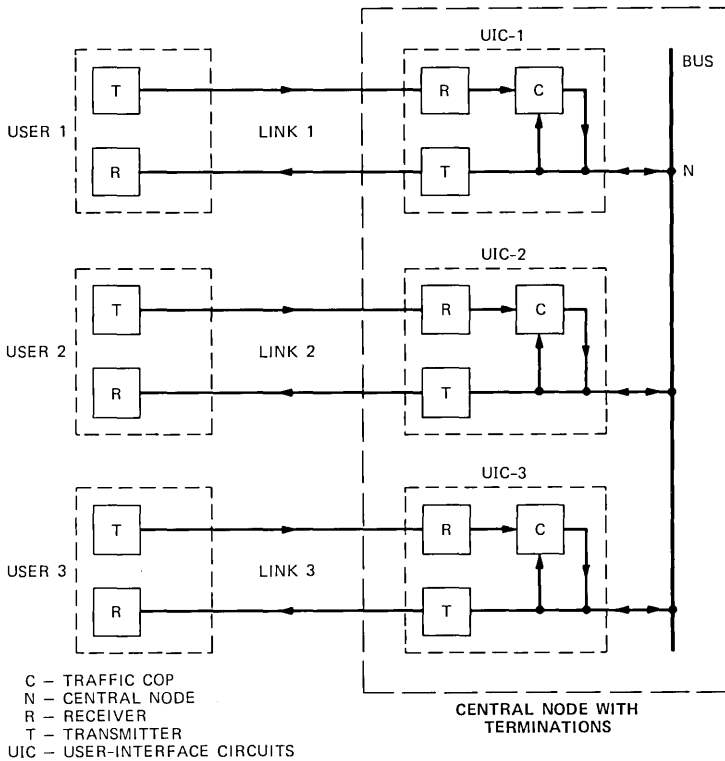 UIC-1
BUS
T
R
C
USER 1
LINK 1
R
T
N
UIC-2
T
R
C
USER 2
LINK 2
R
T
UIC-3
T
R
C
USER 3
LINK 3
R
T
C – TRAFFIC COP
N – CENTRAL NODE
R – RECEIVER
T – TRANSMITTER
UIC – USER-INTERFACE CIRCUITS
CENTRAL NODE WITH
TERMINATIONS